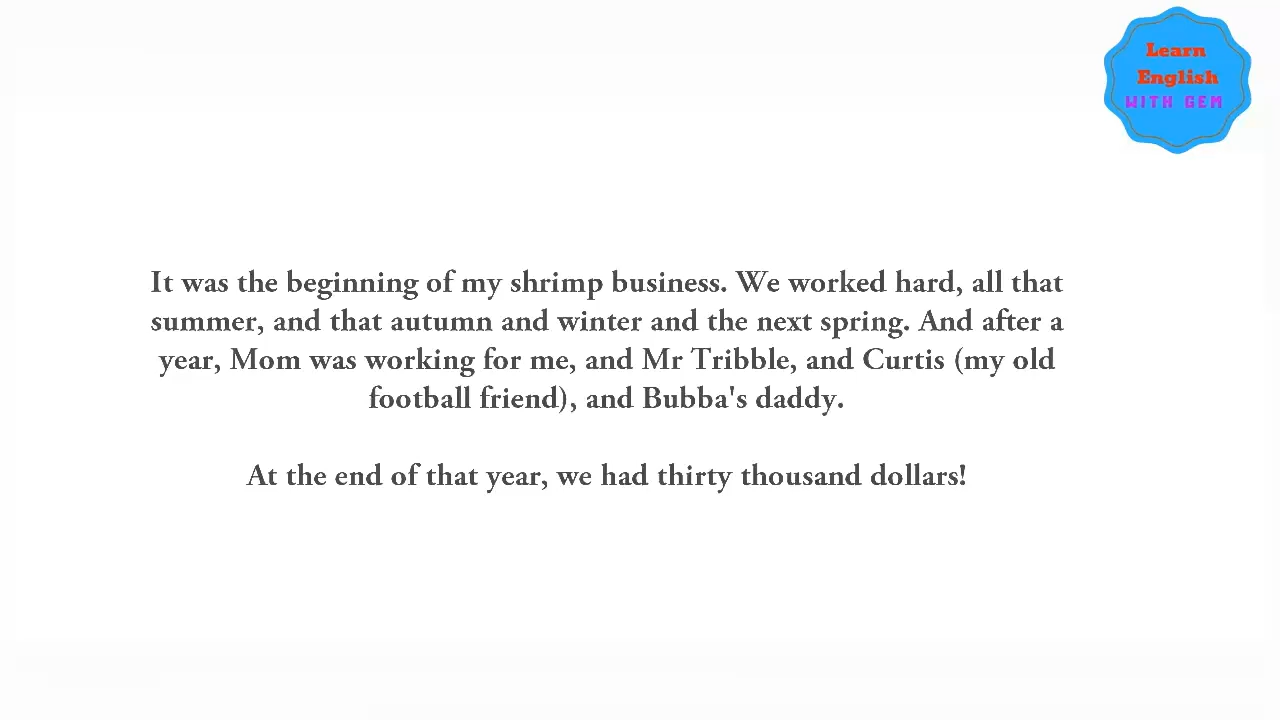 Learn
English
WITH GEM
It was the beginning of my shrimp business. We worked hard, all that
summer, and that autumn and winter and the next spring. And after a
year, Mom was working for me, and Mr Tribble, and Curtis (my old
football friend), and Bubba's daddy.
At the end of that year, we had thirty thousand dollars!